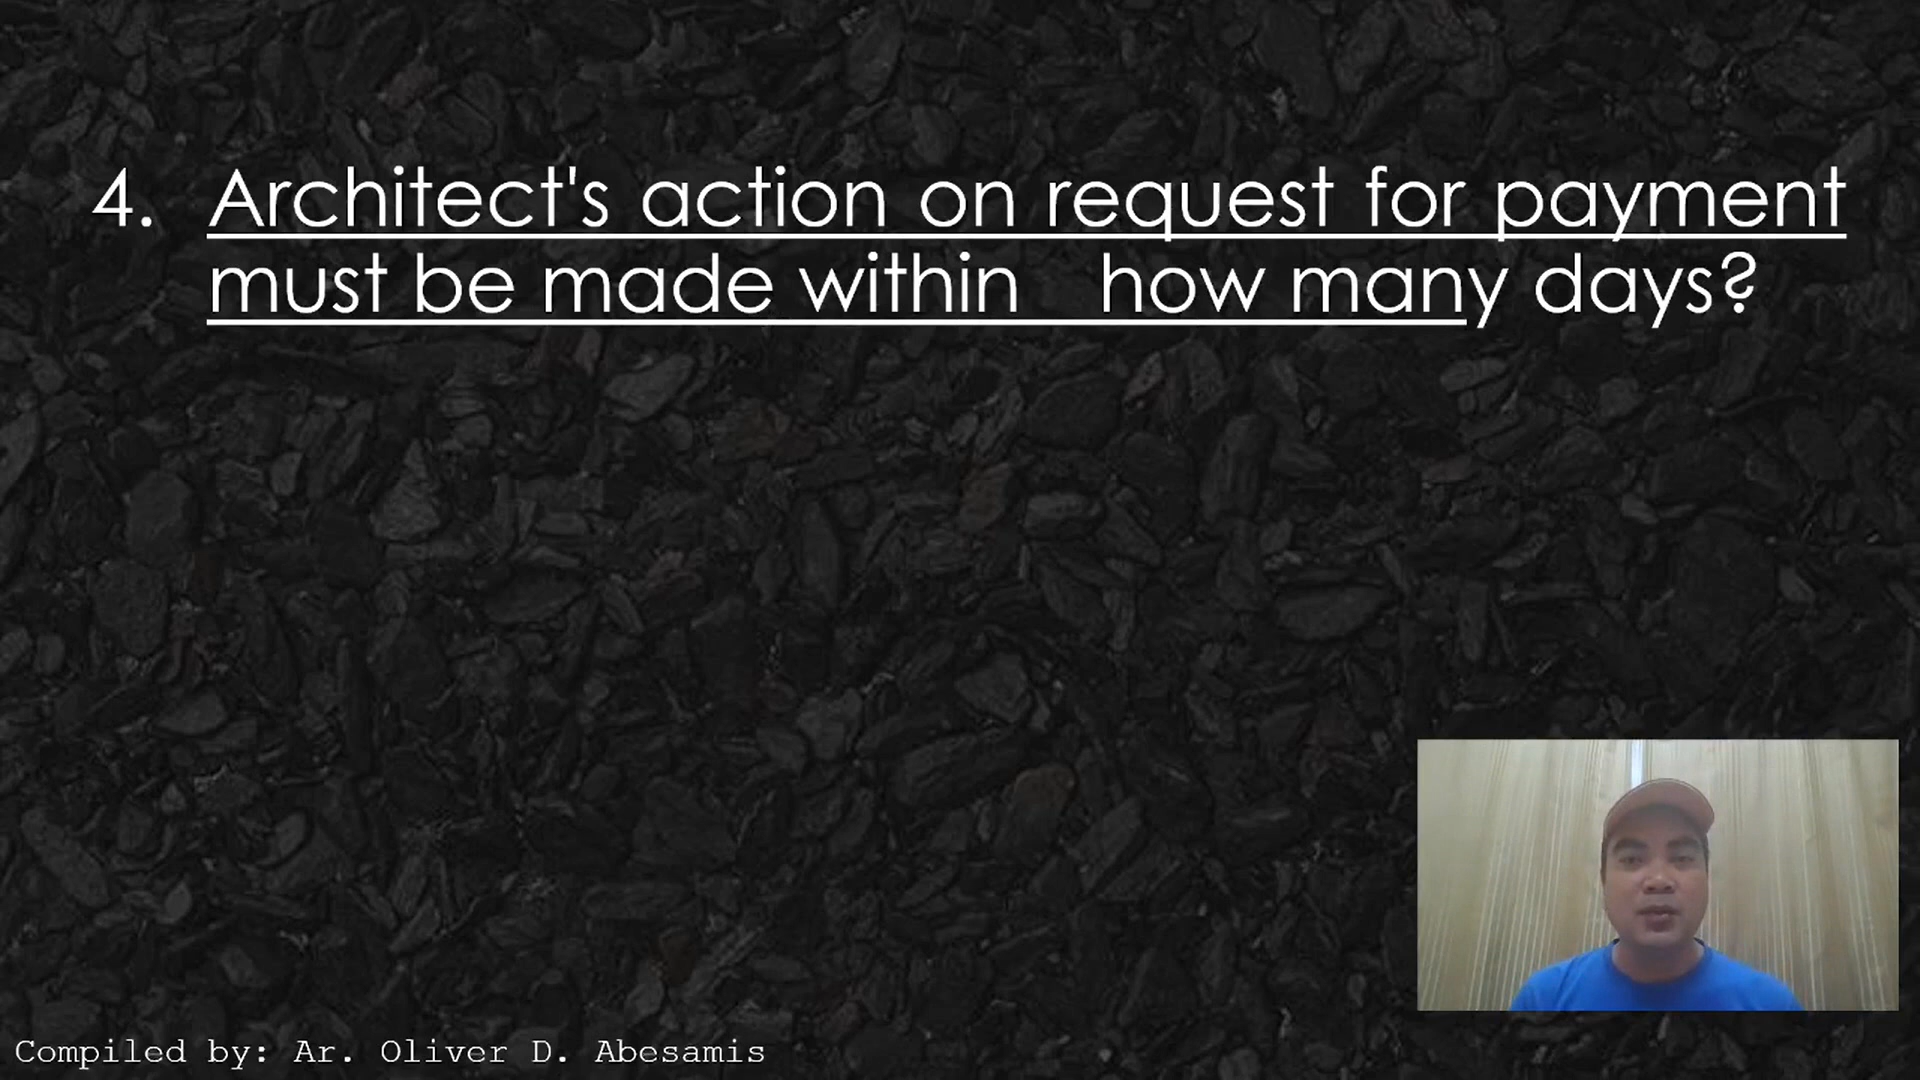 4. Architect's action on request for payment
must be made within how many days?
Compiled by: Ar. Oliver D. Abesamis